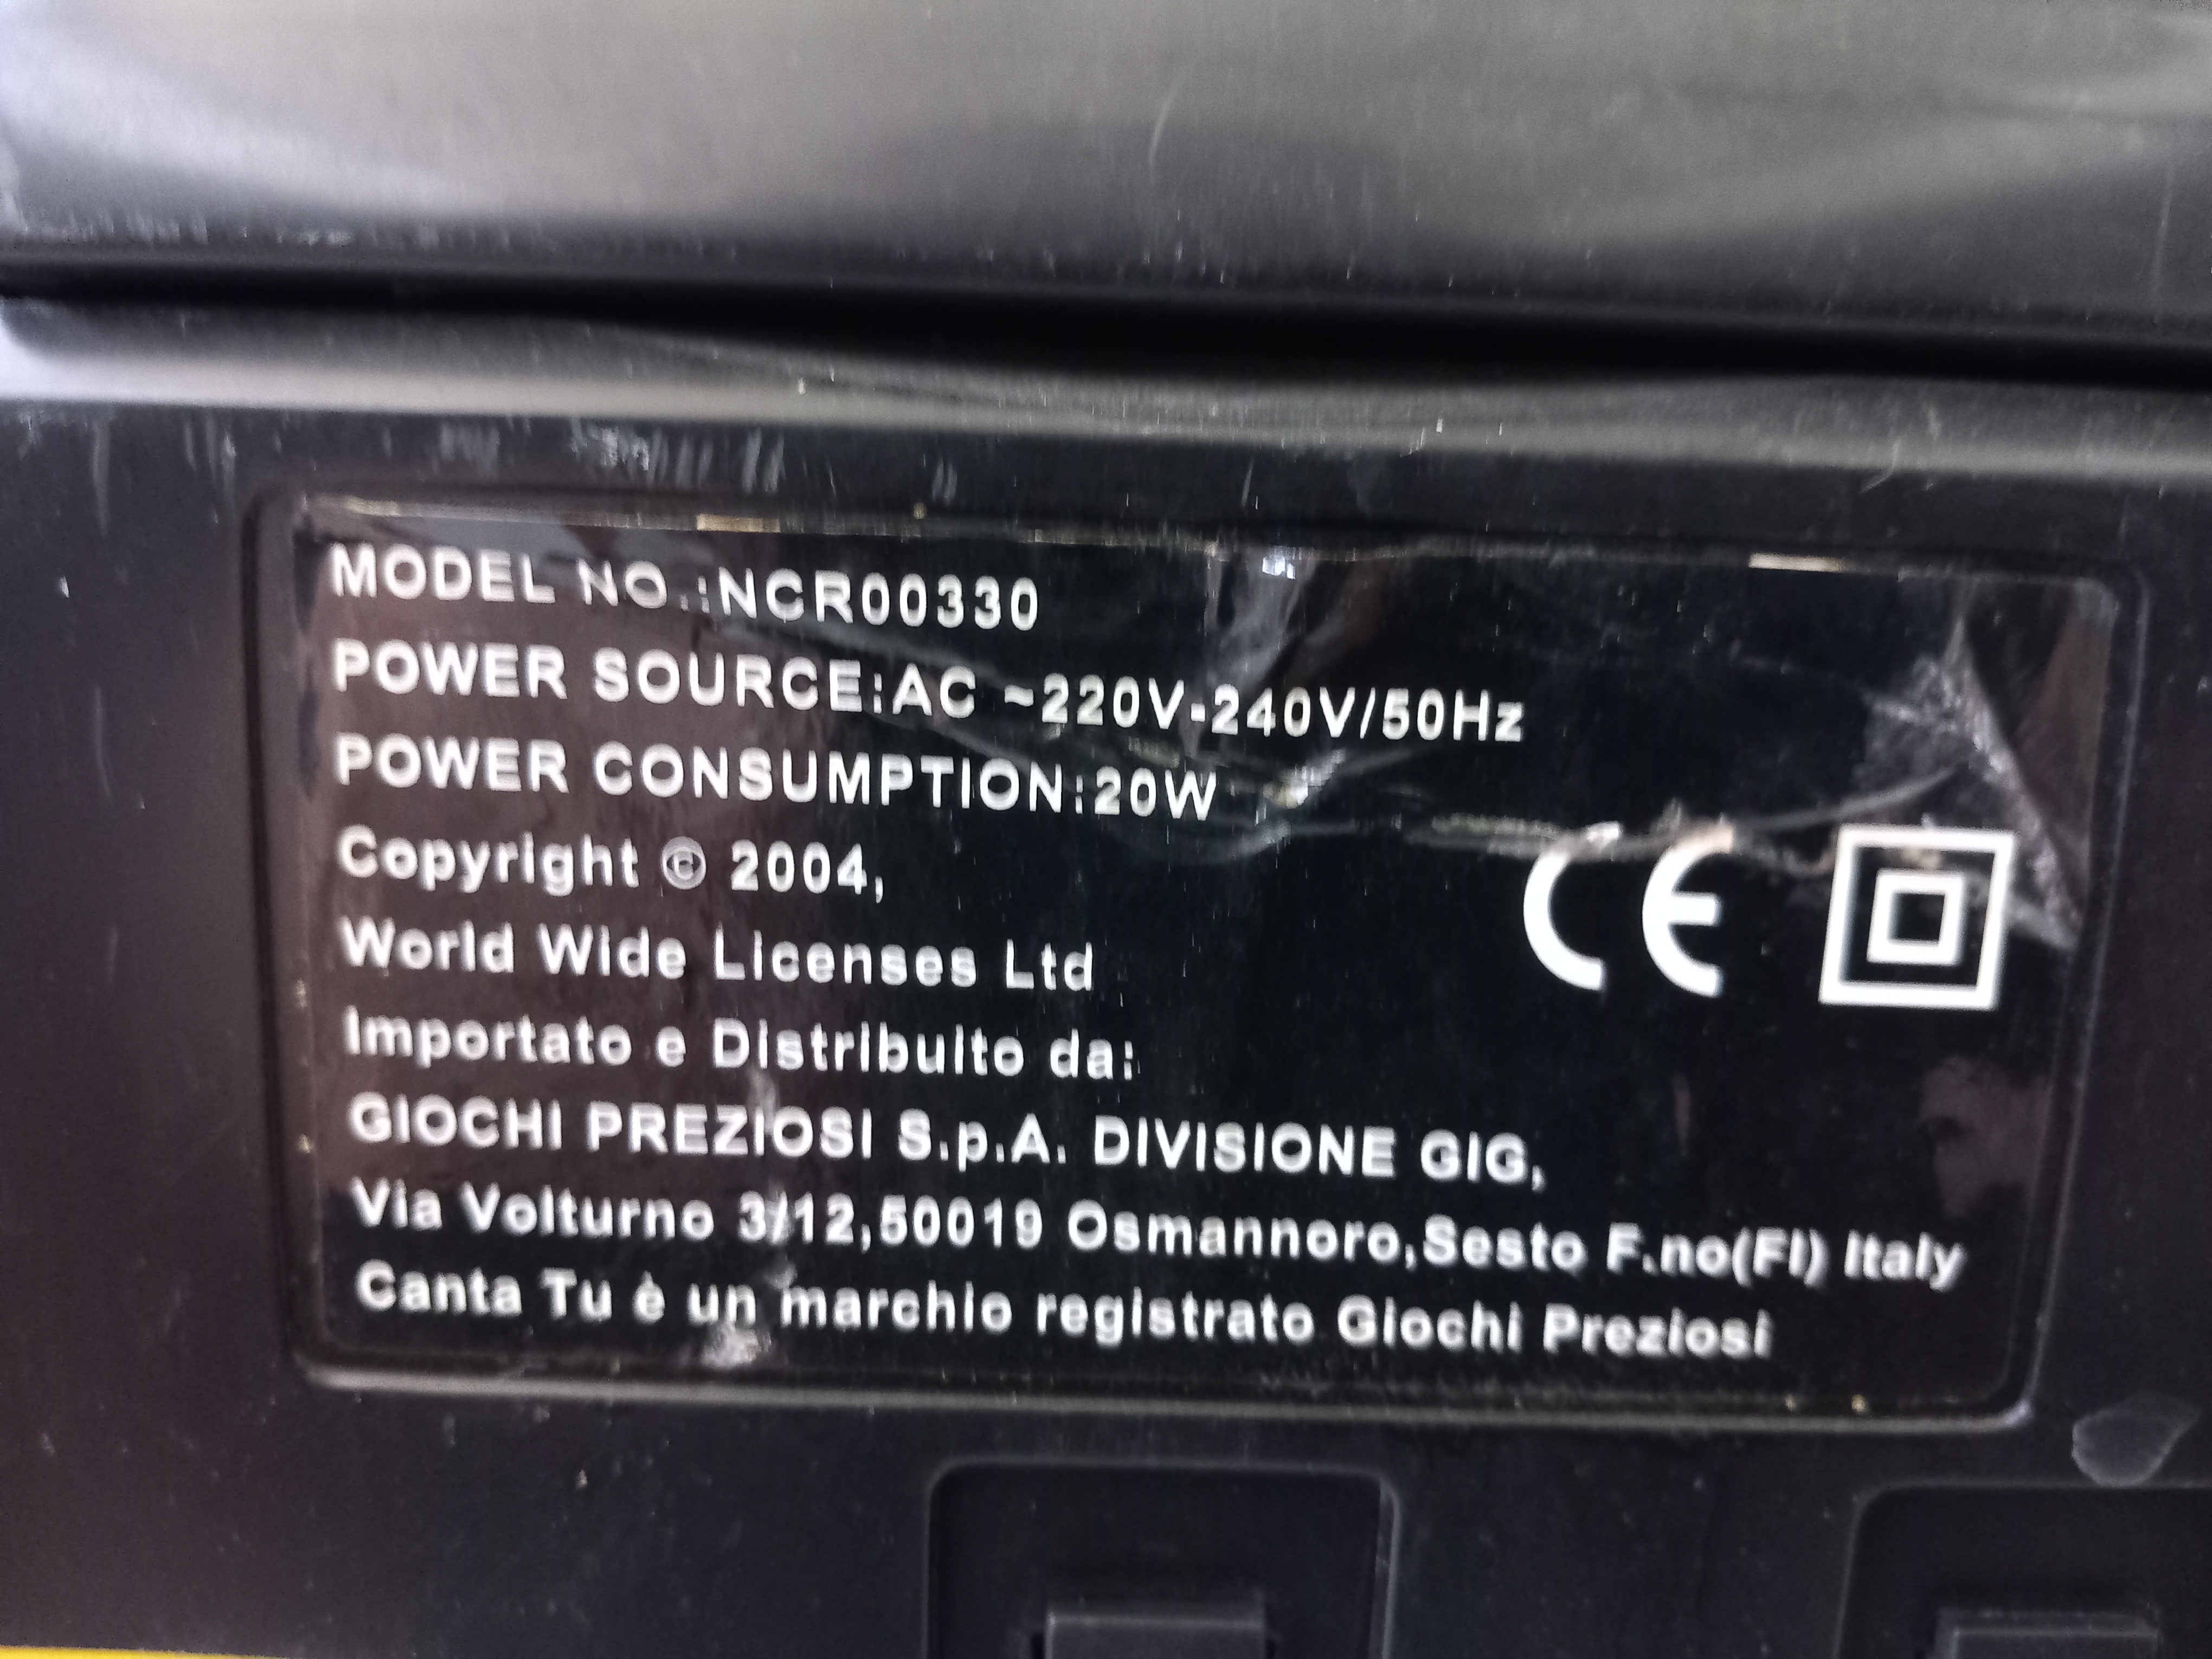 MODEL NO.:NCR00330
POWER SOURCE:AC ~220V-240V/50Hz
POWER CONSUMPTION:20W
Copyright © 2004,
World Wide Licenses Ltd
Importato e Distribuito da:
GIOCHI PREZIOSI S.p.A. DIVISIONE GIG,
Via Volturno 3/12,50019 Osmannoro,Sesto F.no(FI) Italy
Canta Tu è un marchio registrato Giochi Preziosi
CE